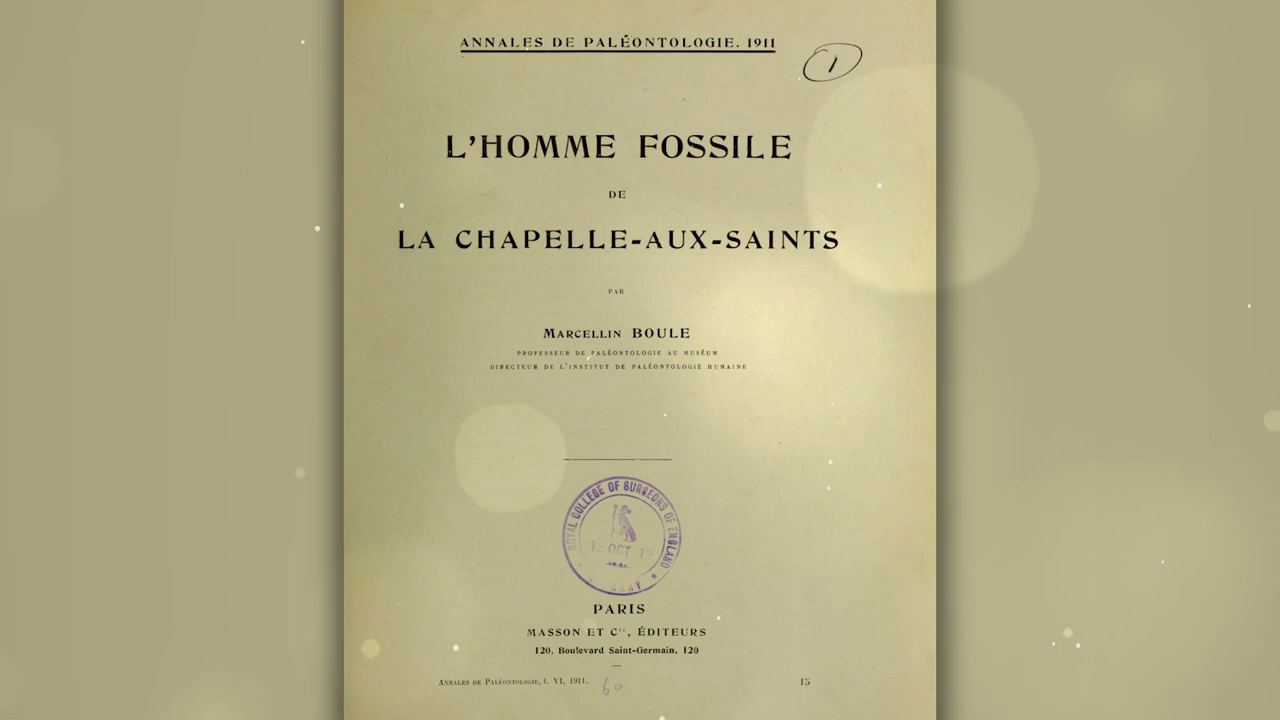 ANNALES DE PALÉONTOLOGIE. 1911
1
L'HOMME FOSSILE
DE
LA CHAPELLE-AUX-SAINTS
PAR
MARCELLIN BOULE
PROFESSEUR DE PALÉONTOLOGIE AU MUSÉUM
DIRECTEUR DE L'INSTITUT DE PALÉONTOLOGIE HUMAINE
ROYAL COLLEGE OF SURGEONS OF ENGLAND
OCT
PARIS
MASSON ET Cie, ÉDITEURS
120, Boulevard Saint-Germain, 120
ANNALES DE PALÉONTOLOGIE, t. VI, 1911.
60
15